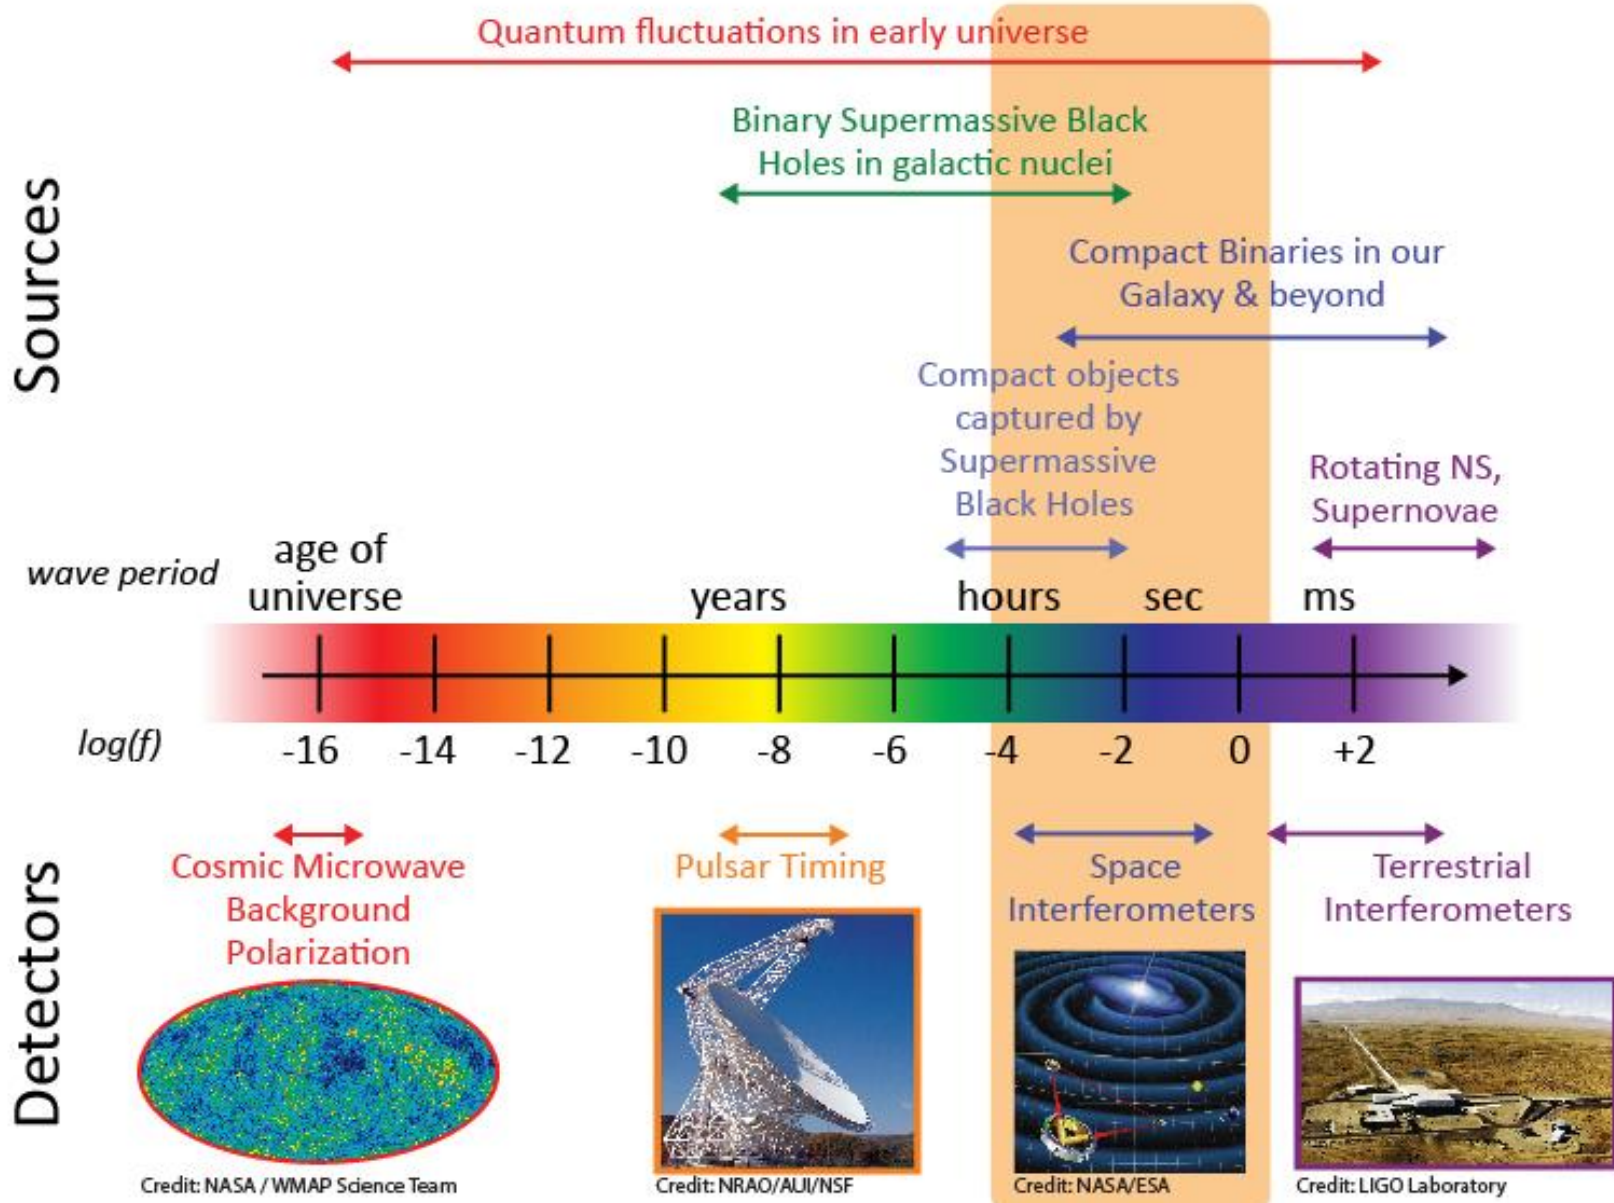 Quantum fluctuations in early universe
Binary Supermassive Black
Holes in galactic nuclei
Compact Binaries in our
Galaxy & beyond
Compact objects
captured by
Supermassive
Black Holes
Rotating NS,
Supernovae
Sources
wave period
age of
universe
years
hours
sec
ms
log(f)
-16
-14
-12
-10
-8
-6
-4
-2
0
+2
Detectors
Cosmic Microwave
Background
Polarization
Credit: NASA / WMAP Science Team
Pulsar Timing
Credit: NRAO/AUI/NSF
Space
Interferometers
Credit: NASA/ESA
Terrestrial
Interferometers
Credit: LIGO Laboratory